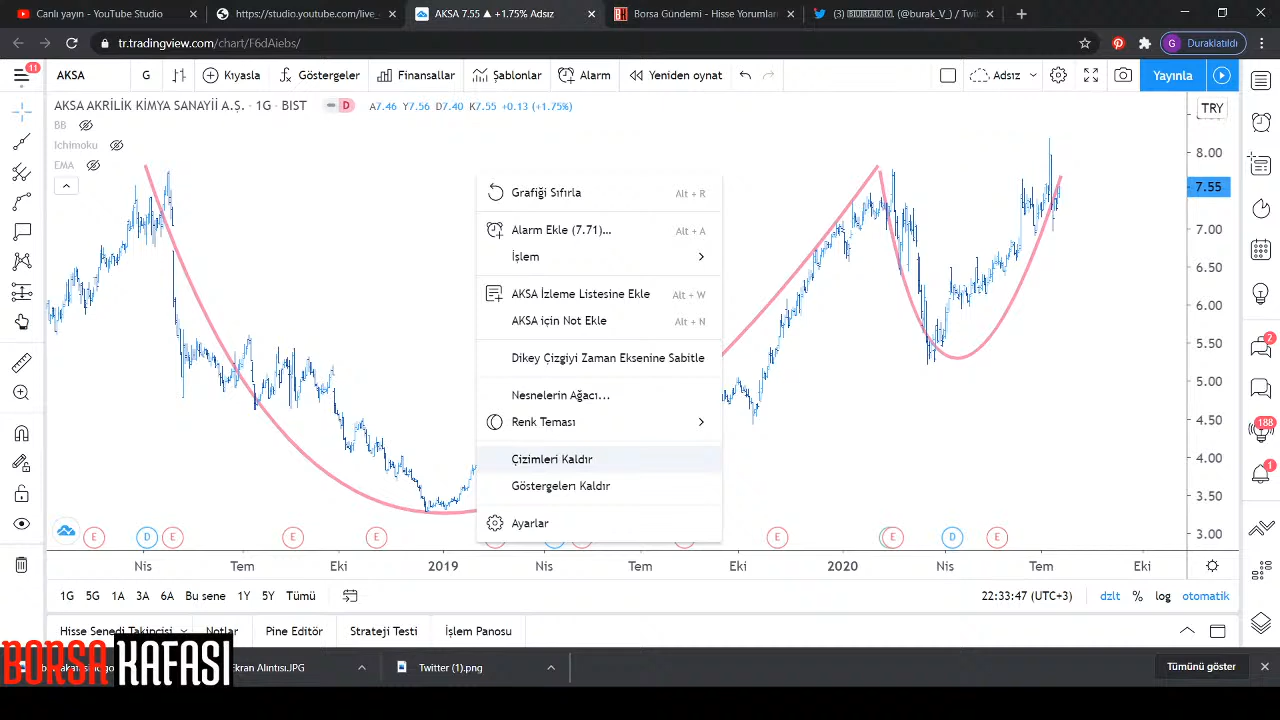 Canlı yayın - YouTube Studio
https://studio.youtube.com/live_
AKSA 7.55 ▲ +1.75% Adsız
Borsa Gündemi - Hisse Yorumları
(3) BURAK V. (@burak_V_) / Twit
tr.tradingview.com/chart/F6dAiebs/
G Duraklatıldı
11
AKSA
G
Kıyasla
Göstergeler
Finansallar
Şablonlar
Alarm
Yeniden oynat
Adsız
Yayınla
AKSA AKRİLİK KİMYA SANAYİİ A.Ş. · 1G · BIST
D
A7.46 Y7.56 D7.40 K7.55 +0.13 (+1.75%)
TRY
BB
Ichimoku
EMA
8.00
7.55
7.00
6.50
6.00
5.50
5.00
4.50
4.00
3.50
3.00
Grafiği Sıfırla Alt + R
Alarm Ekle (7.71)... Alt + A
İşlem
AKSA İzleme Listesine Ekle Alt + W
AKSA için Not Ekle Alt + N
Dikey Çizgiyi Zaman Eksenine Sabitle
Nesnelerin Ağacı...
Renk Teması
Çizimleri Kaldır
Göstergeleri Kaldır
Ayarlar
2
188
1
E D E E E E E D E
Nis Tem Eki 2019 Nis Tem Eki 2020 Nis Tem Eki
1G 5G 1A 3A 6A Bu sene 1Y 5Y Tümü
22:33:47 (UTC+3)
dzlt % log otomatik
Hisse Senedi Takipçisi
Notlar
Pine Editör
Strateji Testi
İşlem Panosu
BORSA KAFASI
Ekran Alıntısı.JPG
Twitter (1).png
Tümünü göster